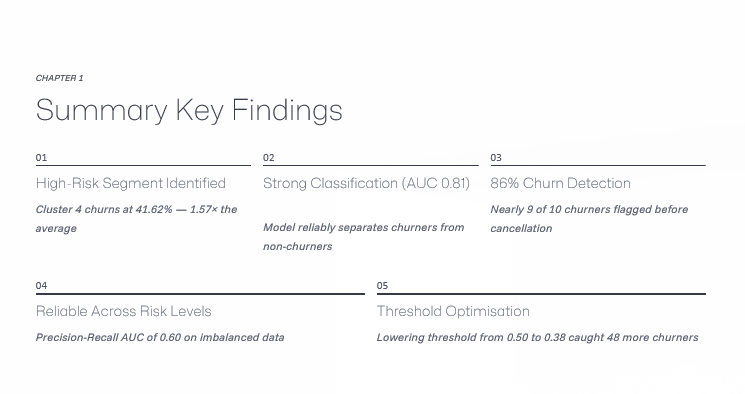 CHAPTER 1
Summary Key Findings
01
High-Risk Segment Identified
Cluster 4 churns at 41.62% — 1.57× the
average
02
Strong Classification (AUC 0.81)
Model reliably separates churners from
non-churners
03
86% Churn Detection
Nearly 9 of 10 churners flagged before
cancellation
04
Reliable Across Risk Levels
Precision-Recall AUC of 0.60 on imbalanced data
05
Threshold Optimisation
Lowering threshold from 0.50 to 0.38 caught 48 more churners